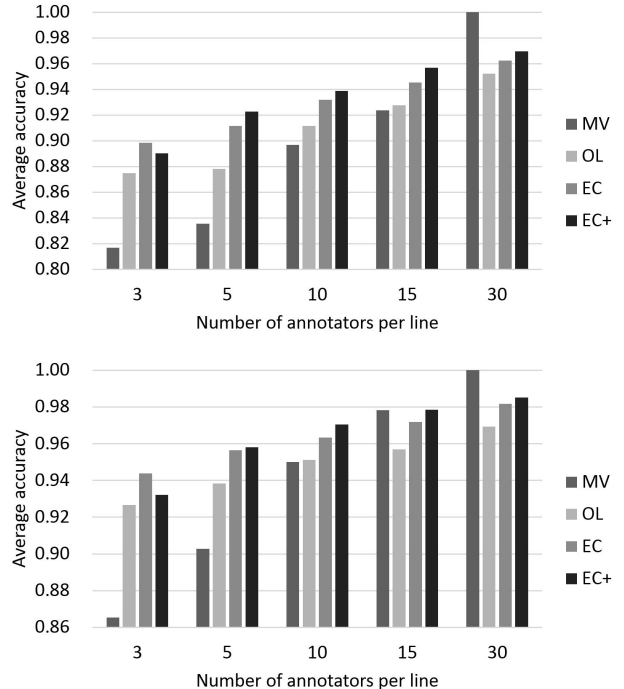 1.00
0.98
0.96
0.94
0.92
0.90
0.88
0.86
0.84
0.82
0.80
Average accuracy
3 5 10 15 30
Number of annotators per line
MV
OL
EC
EC+
1.00
0.98
0.96
0.94
0.92
0.90
0.88
0.86
Average accuracy
3 5 10 15 30
Number of annotators per line
MV
OL
EC
EC+